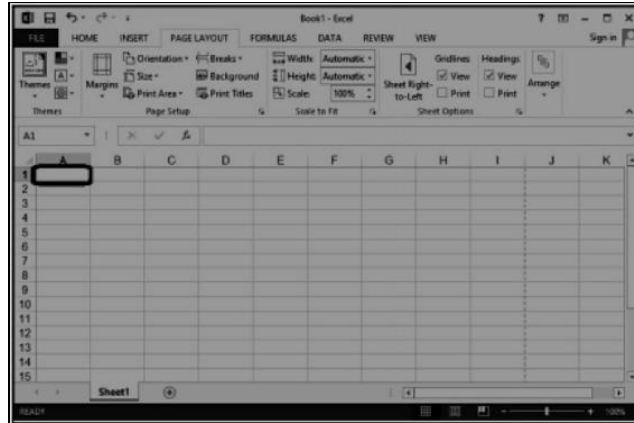 Book1 - Excel
?
FILE HOME INSERT PAGE LAYOUT FORMULAS DATA REVIEW VIEW Sign in
Themes Margins Orientation Breaks Width: Automatic Sheet Right-to-Left Gridlines Headings Arrange
Size Background Height: Automatic View View
Print Area Print Titles Scale: 100% Print Print
Themes Page Setup Scale to Fit Sheet Options
A1 fx
A B C D E F G H I J K
1
2
3
4
5
6
7
8
9
10
11
12
13
14
15
Sheet1
READY 100%